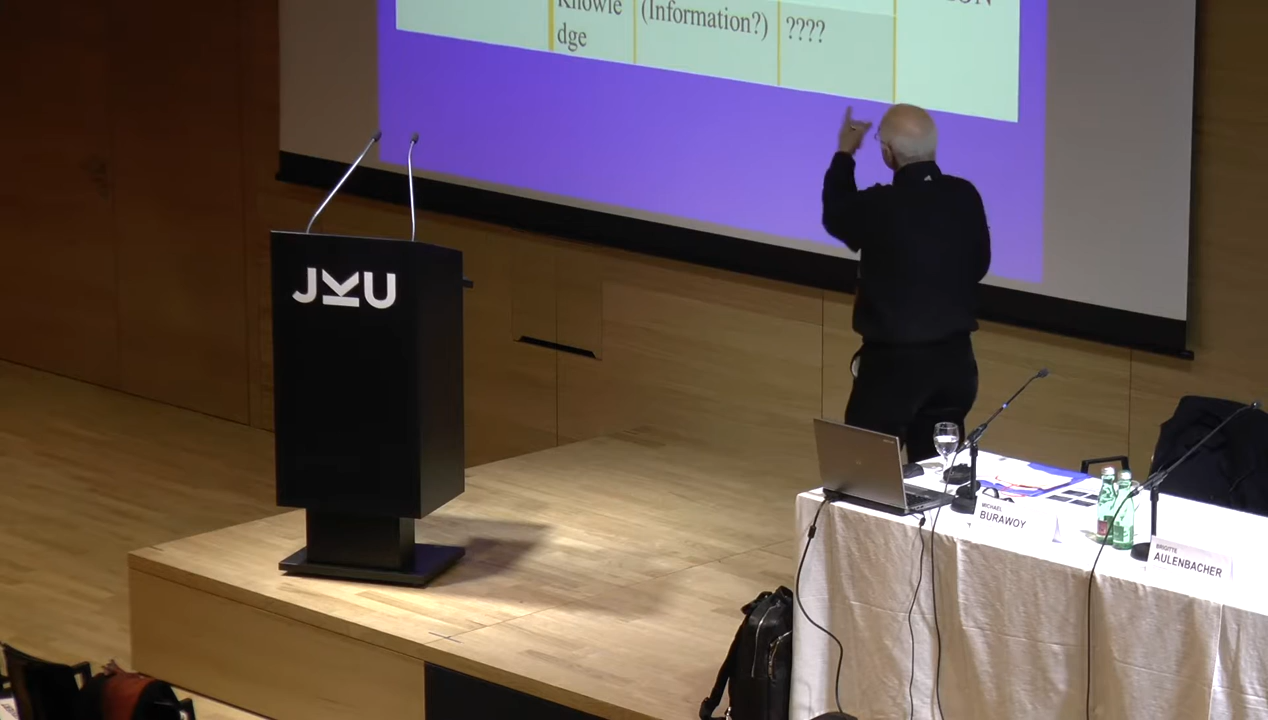 Knowle
dge
(Information?)
????
JKU
MICHAEL
BURAWOY
BRIGITTE
AULENBACHER